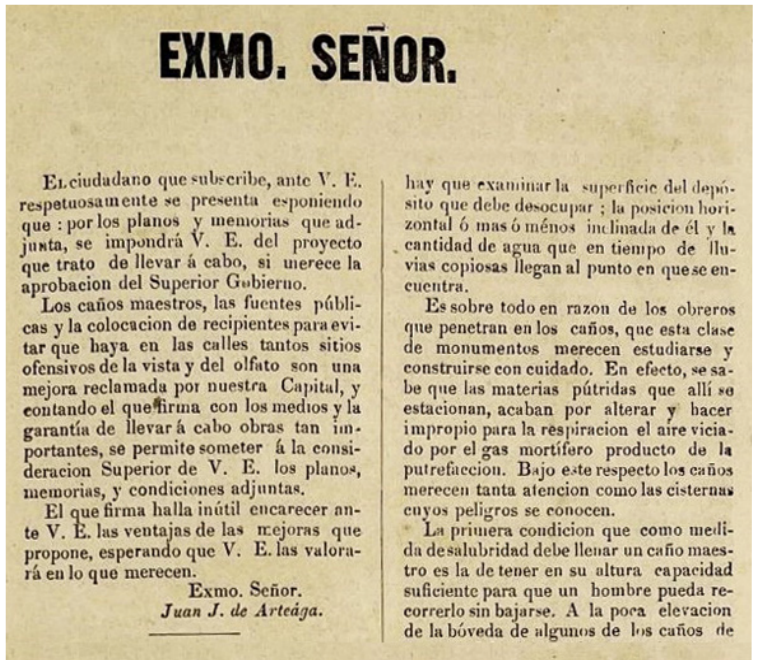 EXMO. SEÑOR.
El ciudadano que subscribe, ante V. E.
respetuosamente se presenta esponiendo
que : por los planos y memorias que ad-
junta, se impondrá V. E. del proyecto
que trato de llevar á cabo, si merece la
aprobacion del Superior Gobierno.
Los caños maestros, las fuentes públi-
cas y la colocacion de recipientes para evi-
tar que haya en las calles tantos sitios
ofensivos de la vista y del olfato son una
mejora reclamada por nuestra Capital, y
contando el que firma con los medios y la
garantía de llevar á cabo obras tan im-
portantes, se permite someter á la consi-
deracion Superior de V. E. los planos,
memorias, y condiciones adjuntas.
El que firma halla inútil encarecer an-
te V. E. las ventajas de las mejoras que
propone, esperando que V. E. las valora-
rá en lo que merecen.
Exmo. Señor.
Juan J. de Arteága.
hay que examinar la superficie del depó-
sito que debe desocupar ; la posicion hori-
zontal ó mas ó ménos inclinada de él y la
cantidad de agua que en tiempo de llu-
vias copiosas llegan al punto en que se en-
cuentra.
Es sobre todo en razon de los obreros
que penetran en los caños, que esta clase
de monumentos merecen estudiarse y
construirse con cuidado. En efecto, se sa-
be que las materias pútridas que allí se
estacionan, acaban por alterar y hacer
impropio para la respiracion el aire vicia-
do por el gas mortífero producto de la
putrefaccion. Bajo este respecto los caños
merecen tanta atencion como las cisternas
cuyos peligros se conocen.
La primera condicion que como medi-
da de salubridad debe llenar un caño maes-
tro es la de tener en su altura capacidad
suficiente para que un hombre pueda re-
correrlo sin bajarse. A la poca elevacion
de la bóveda de algunos de los caños de